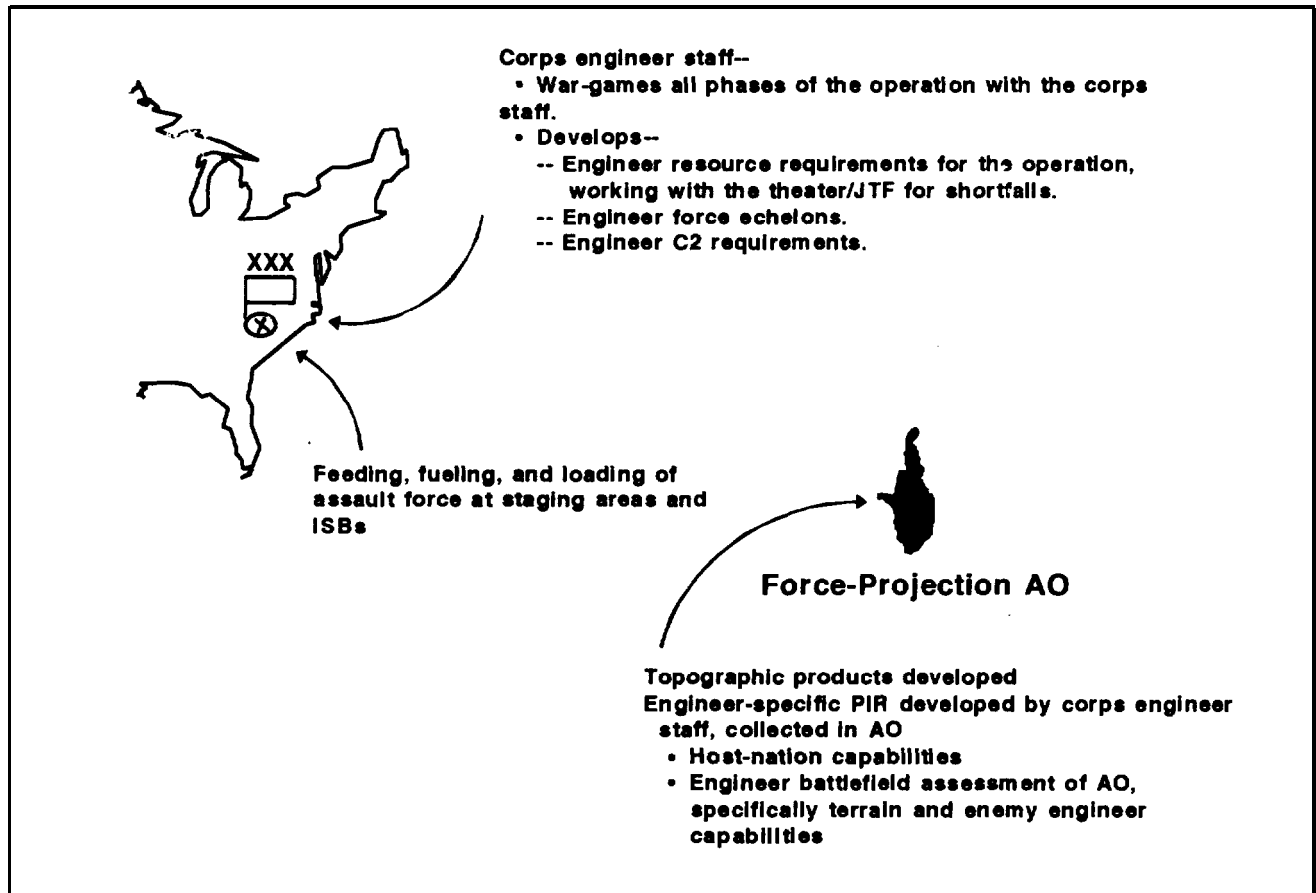 Corps engineer staff--
• War-games all phases of the operation with the corps
staff.
• Develops--
-- Engineer resource requirements for the operation,
working with the theater/JTF for shortfalls.
-- Engineer force echelons.
-- Engineer C2 requirements.
XXX
X
Feeding, fueling, and loading of
assault force at staging areas and
ISBs
Force-Projection AO
Topographic products developed
Engineer-specific PIR developed by corps engineer
staff, collected in AO
• Host-nation capabilities
• Engineer battlefield assessment of AO,
specifically terrain and enemy engineer
capabilities